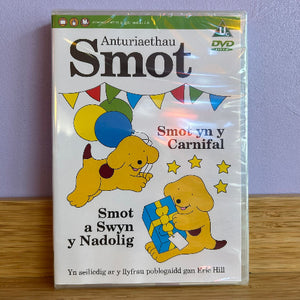 Anturiaethau
Smot
U
DVD
Smot yn y
Carnifal
Smot
a Swyn
y Nadolig
Yn seiliedig ar y llyfrau poblogaidd gan Eric Hill